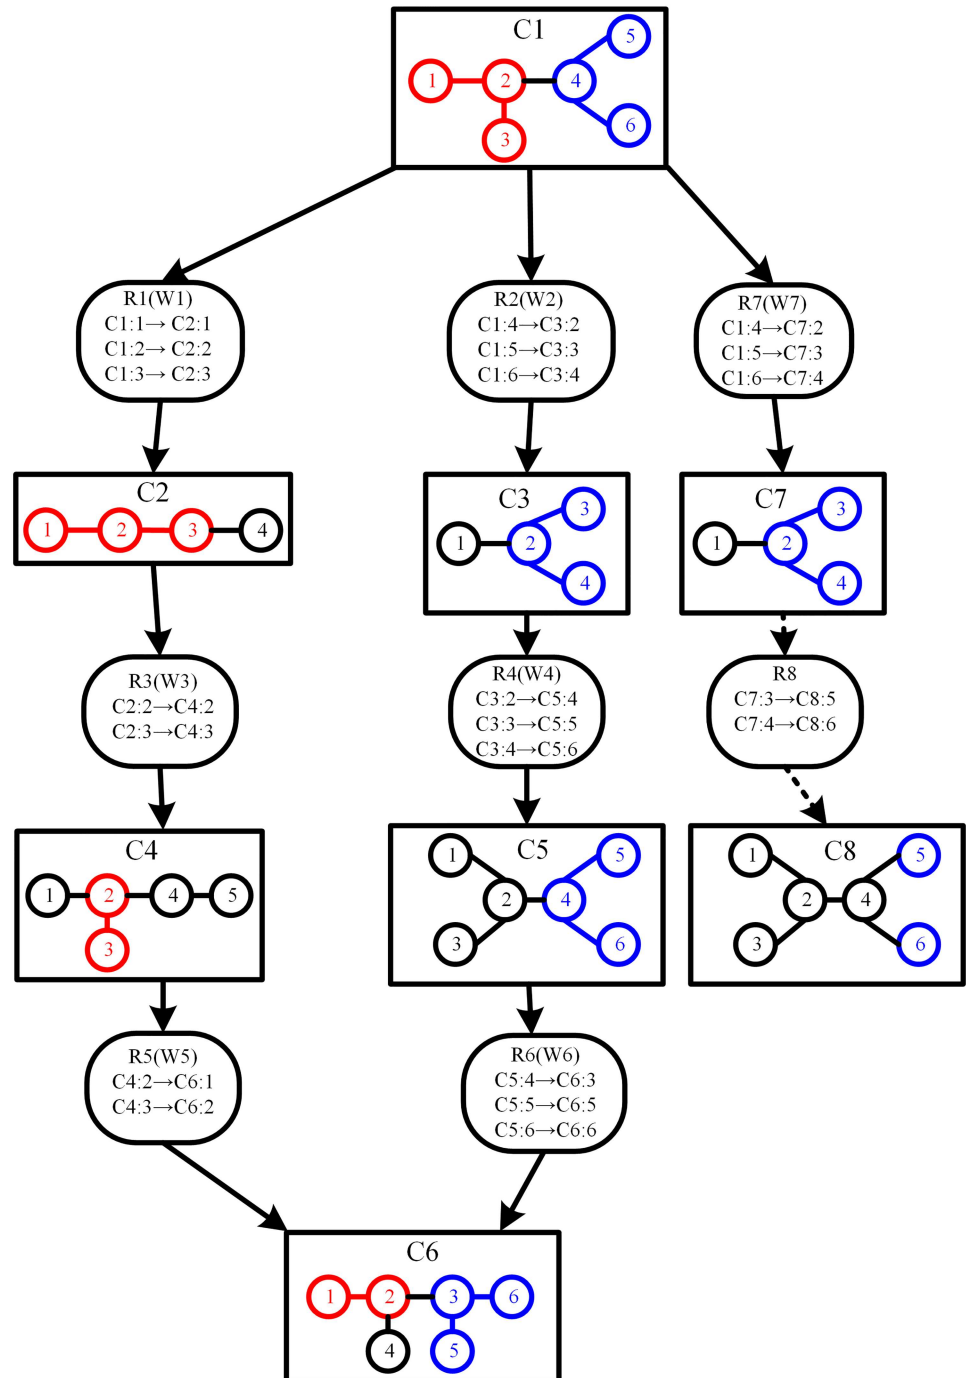 C1
5
1 2 4
3 6
R1(W1)
C1:1→ C2:1
C1:2→ C2:2
C1:3→ C2:3
R2(W2)
C1:4→C3:2
C1:5→C3:3
C1:6→C3:4
R7(W7)
C1:4→C7:2
C1:5→C7:3
C1:6→C7:4
C2
1 2 3 4
C3
3
1 2
4
C7
3
1 2
4
R3(W3)
C2:2→C4:2
C2:3→C4:3
R4(W4)
C3:2→C5:4
C3:3→C5:5
C3:4→C5:6
R8
C7:3→C8:5
C7:4→C8:6
C4
1 2 4 5
3
C5
1 5
2 4
3 6
C8
1 5
2 4
3 6
R5(W5)
C4:2→C6:1
C4:3→C6:2
R6(W6)
C5:4→C6:3
C5:5→C6:5
C5:6→C6:6
C6
1 2 3 6
4 5